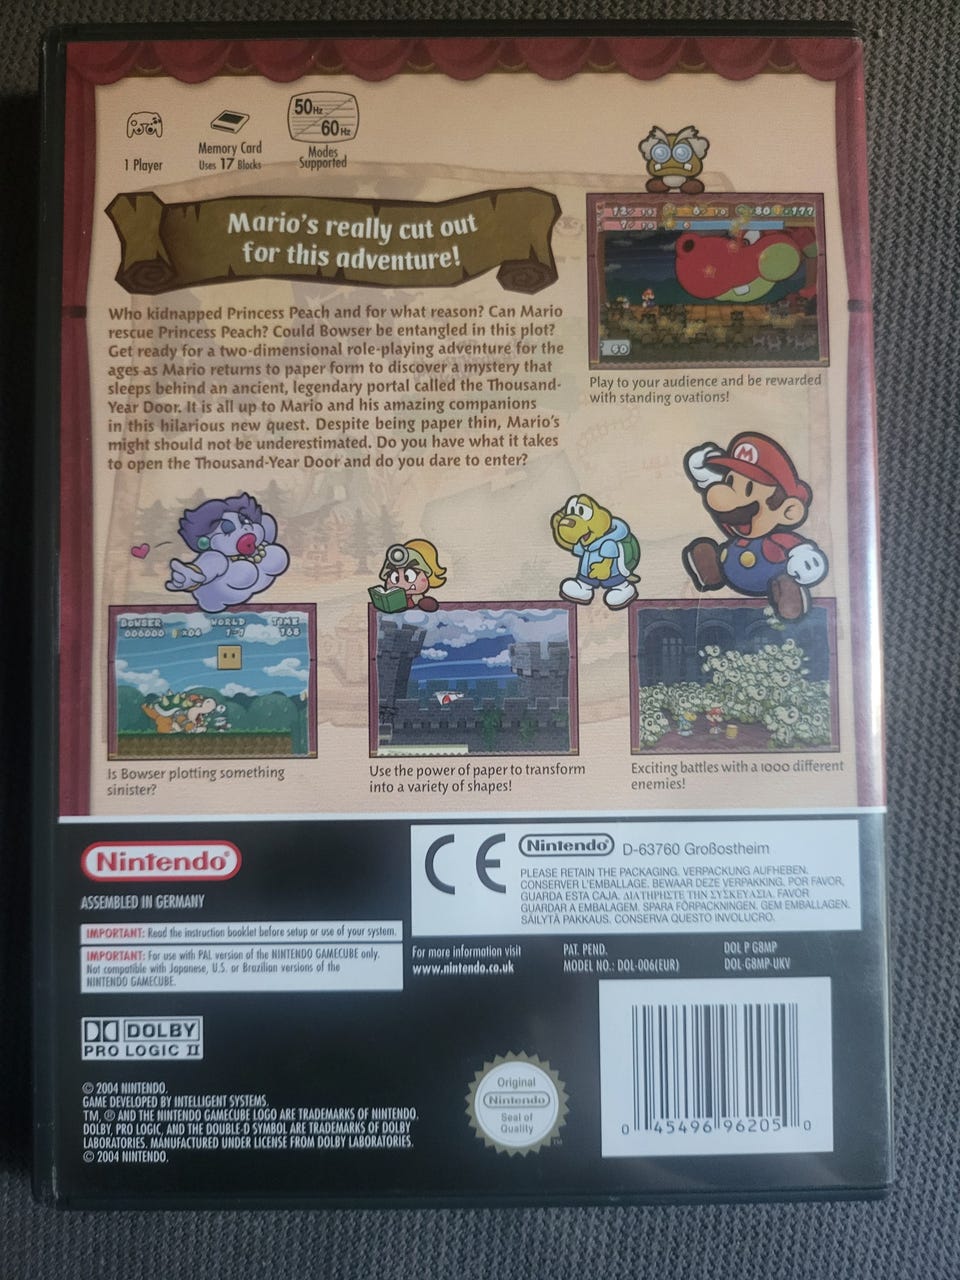 50Hz
60Hz
1 Player
Memory Card
Uses 17 Blocks
Modes
Supported
Mario's really cut out
for this adventure!
Who kidnapped Princess Peach and for what reason? Can Mario
rescue Princess Peach? Could Bowser be entangled in this plot?
Get ready for a two-dimensional role-playing adventure for the
ages as Mario returns to paper form to discover a mystery that
sleeps behind an ancient, legendary portal called the Thousand-
Year Door. It is all up to Mario and his amazing companions
in this hilarious new quest. Despite being paper thin, Mario's
might should not be underestimated. Do you have what it takes
to open the Thousand-Year Door and do you dare to enter?
Play to your audience and be rewarded
with standing ovations!
M
BOWSER
WORLD
TIME
006000
×04
1-1
168
Is Bowser plotting something
sinister?
Use the power of paper to transform
into a variety of shapes!
Exciting battles with a 1000 different
enemies!
Nintendo®
ASSEMBLED IN GERMANY
IMPORTANT: Read the instruction booklet before setup or use of your system.
IMPORTANT: For use with PAL version of the NINTENDO GAMECUBE only.
Not compatible with Japanese, U.S. or Brazilian versions of the
NINTENDO GAMECUBE.
CE
Nintendo® D-63760 Großostheim
PLEASE RETAIN THE PACKAGING. VERPACKUNG AUFHEBEN.
CONSERVER L'EMBALLAGE. BEWAAR DEZE VERPAKKING. POR FAVOR,
GUARDA ESTA CAJA. ΔΙΑΤΗΡΗΣΤΕ ΤΗΝ ΣΥΣΚΕΥΑΣΙΑ. FAVOR
GUARDAR A EMBALAGEM. SPARA FÖRPACKNINGEN. GEM EMBALLAGEN.
SÄILYTÄ PAKKAUS. CONSERVA QUESTO INVOLUCRO.
For more information visit
www.nintendo.co.uk
PAT. PEND.
MODEL NO.: DOL-006(EUR)
DOL P G8MP
DOL-G8MP-UKV
DOLBY
PRO LOGIC II
© 2004 NINTENDO.
GAME DEVELOPED BY INTELLIGENT SYSTEMS.
TM, ® AND THE NINTENDO GAMECUBE LOGO ARE TRADEMARKS OF NINTENDO.
DOLBY, PRO LOGIC, AND THE DOUBLE-D SYMBOL ARE TRADEMARKS OF DOLBY
LABORATORIES. MANUFACTURED UNDER LICENSE FROM DOLBY LABORATORIES.
© 2004 NINTENDO.
Original
Nintendo
Seal of
Quality
TM
0 45496 96205 0